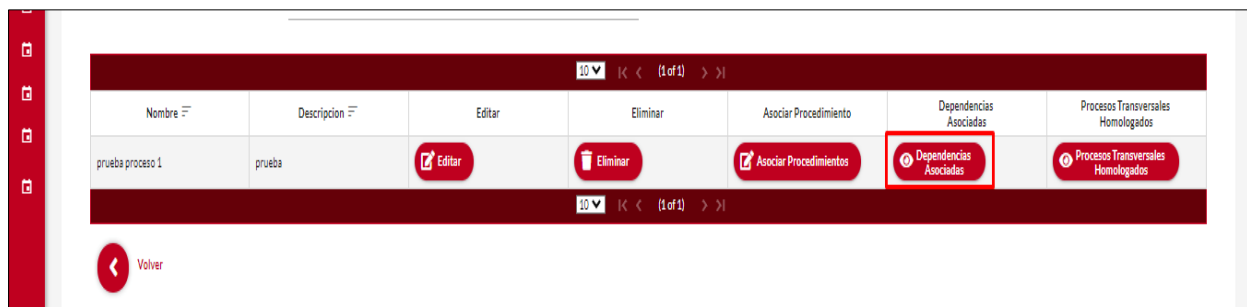 10 (1 of 1)
Nombre Descripcion Editar Eliminar Asociar Procedimiento Dependencias Asociadas Procesos Transversales Homologados
prueba proceso 1 prueba Editar Eliminar Asociar Procedimientos Dependencias Asociadas Procesos Transversales Homologados
10 (1 of 1)
Volver